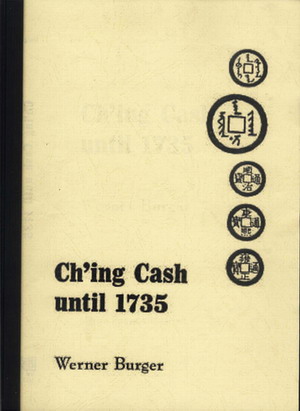 Ch'ing Cash
until 1735
Werner Burger